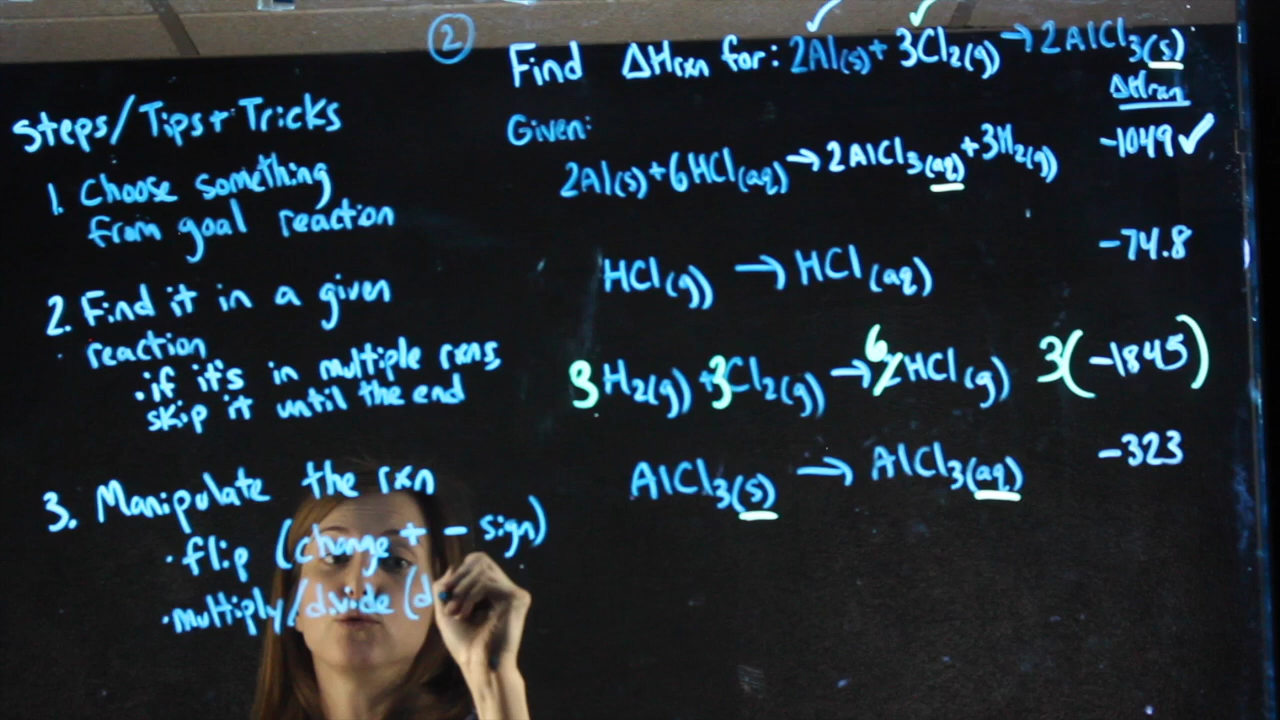 ②
Find ΔHrxn for: 2Al(s) + 3Cl2(g) → 2AlCl3(s)
ΔHrxn
Steps/Tips + Tricks
1. Choose something
from goal reaction
2. Find it in a given
reaction
• if it's in multiple rxns,
skip it until the end
3. Manipulate the rxn
• flip (change + - sign)
• multiply/divide (d
Given:
2Al(s) + 6HCl(aq) → 2AlCl3(aq) + 3H2(g) -1049 ✓
HCl(g) → HCl(aq) -74.8
3H2(g) + 3Cl2(g) → 6 2HCl(g) 3(-1845)
AlCl3(s) → AlCl3(aq) -323